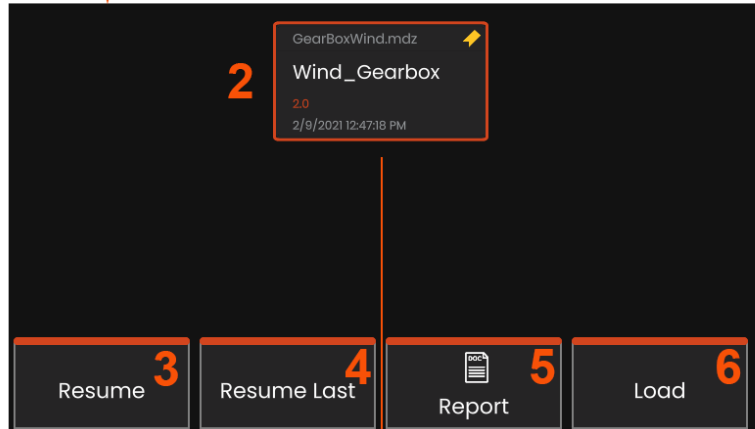 GearBoxWind.mdz
2
Wind_Gearbox
2.0
2/9/2021 12:47:18 PM
3
Resume
4
Resume Last
5
DOC
Report
6
Load